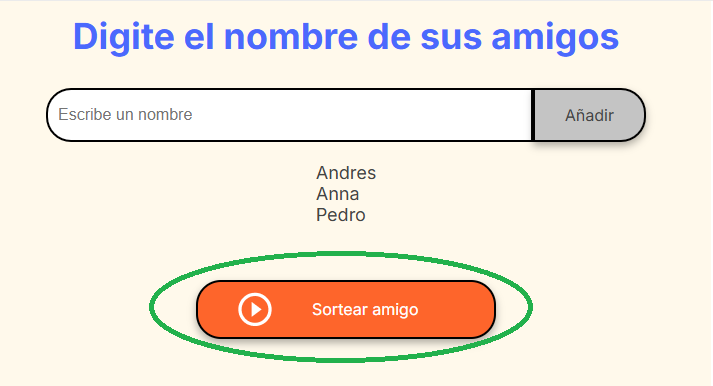 Digite el nombre de sus amigos
Escribe un nombre
Añadir
Andres
Anna
Pedro
Sortear amigo